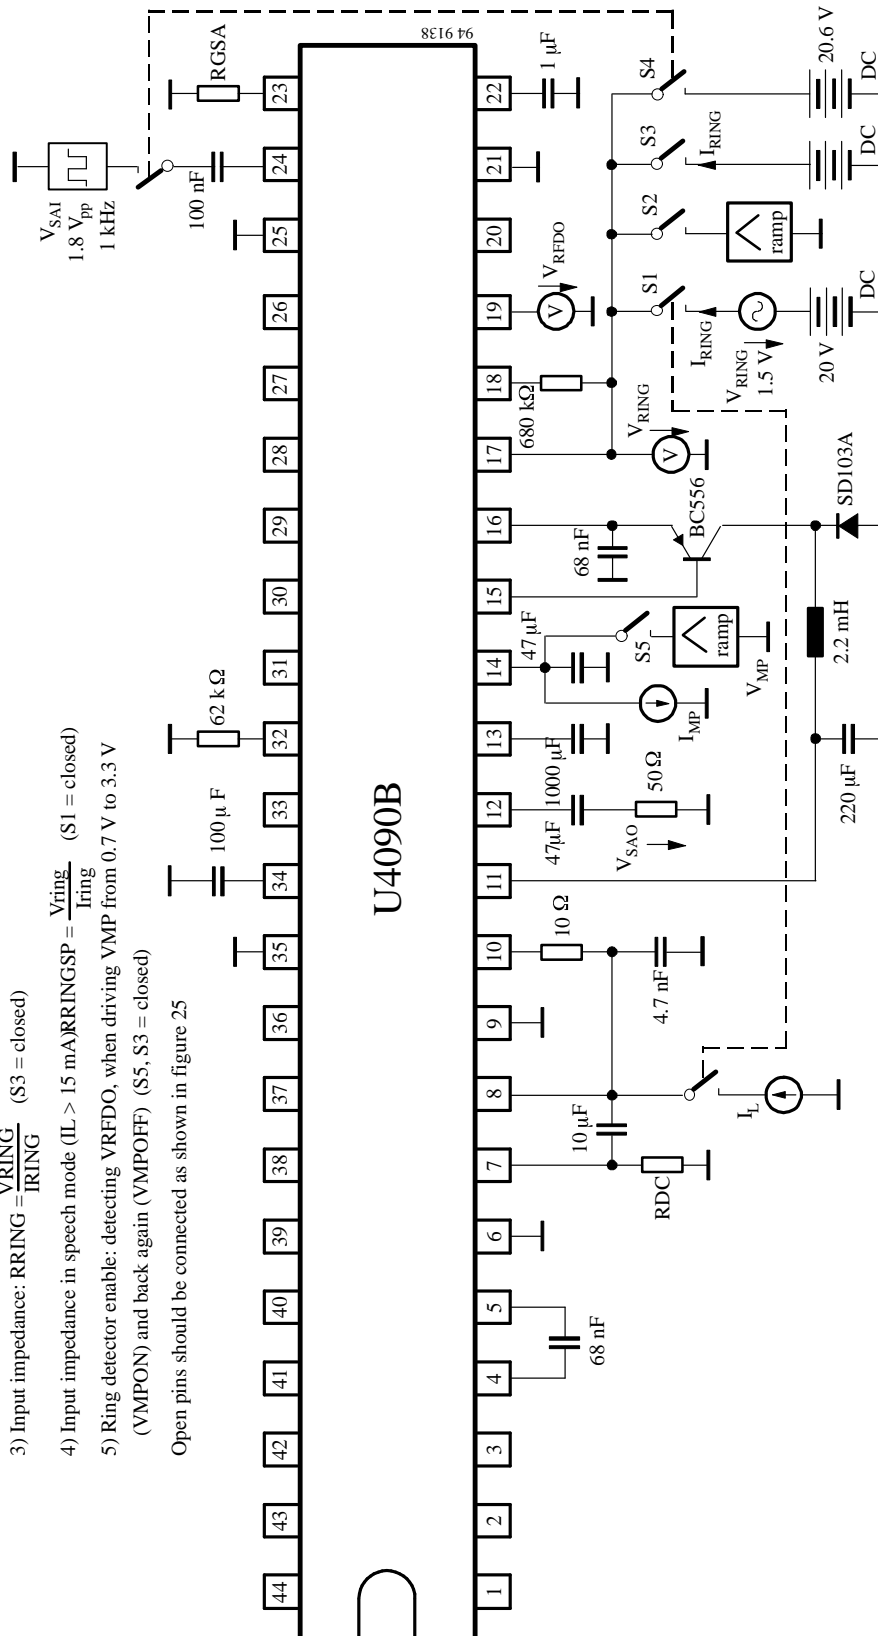 3) Input impedance: RRING = VRING / IRING (S3 = closed)
4) Input impedance in speech mode (IL > 15 mA)RRINGSP = Vring / Iring (S1 = closed)
5) Ring detector enable: detecting VRFDO, when driving VMP from 0.7 V to 3.3 V
(VMPON) and back again (VMPOFF) (S5, S3 = closed)
Open pins should be connected as shown in figure 25
VSAI
1.8 Vpp
1 kHz
100 nF
RGSA
62 kΩ
100 µ F
44 43 42 41 40 39 38 37 36 35 34 33 32 31 30 29 28 27 26 25 24 23
U4090B
94 9138
1 2 3 4 5 6 7 8 9 10 11 12 13 14 15 16 17 18 19 20 21 22
68 nF
RDC
10 µF
IL
4.7 nF
10 Ω
47µF
VSAO
50 Ω
1000 µF
47 µF
IMP
S5
ramp
VMP
68 nF
BC556
220 µF
2.2 mH
SD103A
680 kΩ
VRING
V
V
VRFDO
1 µF
S1
S2
S3
S4
IRING
VRING
1.5 V
20 V
DC
ramp
IRING
DC
20.6 V
DC